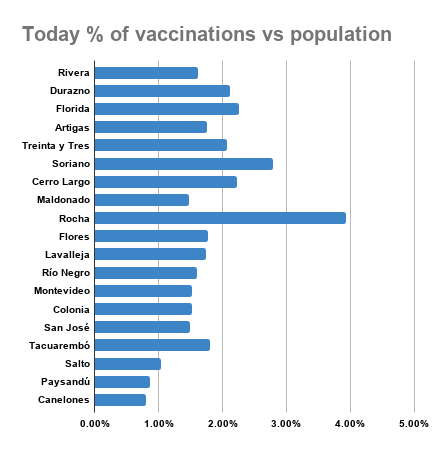 Today % of vaccinations vs population
Rivera
Durazno
Florida
Artigas
Treinta y Tres
Soriano
Cerro Largo
Maldonado
Rocha
Flores
Lavalleja
Río Negro
Montevideo
Colonia
San José
Tacuarembó
Salto
Paysandú
Canelones
0.00% 1.00% 2.00% 3.00% 4.00% 5.00%